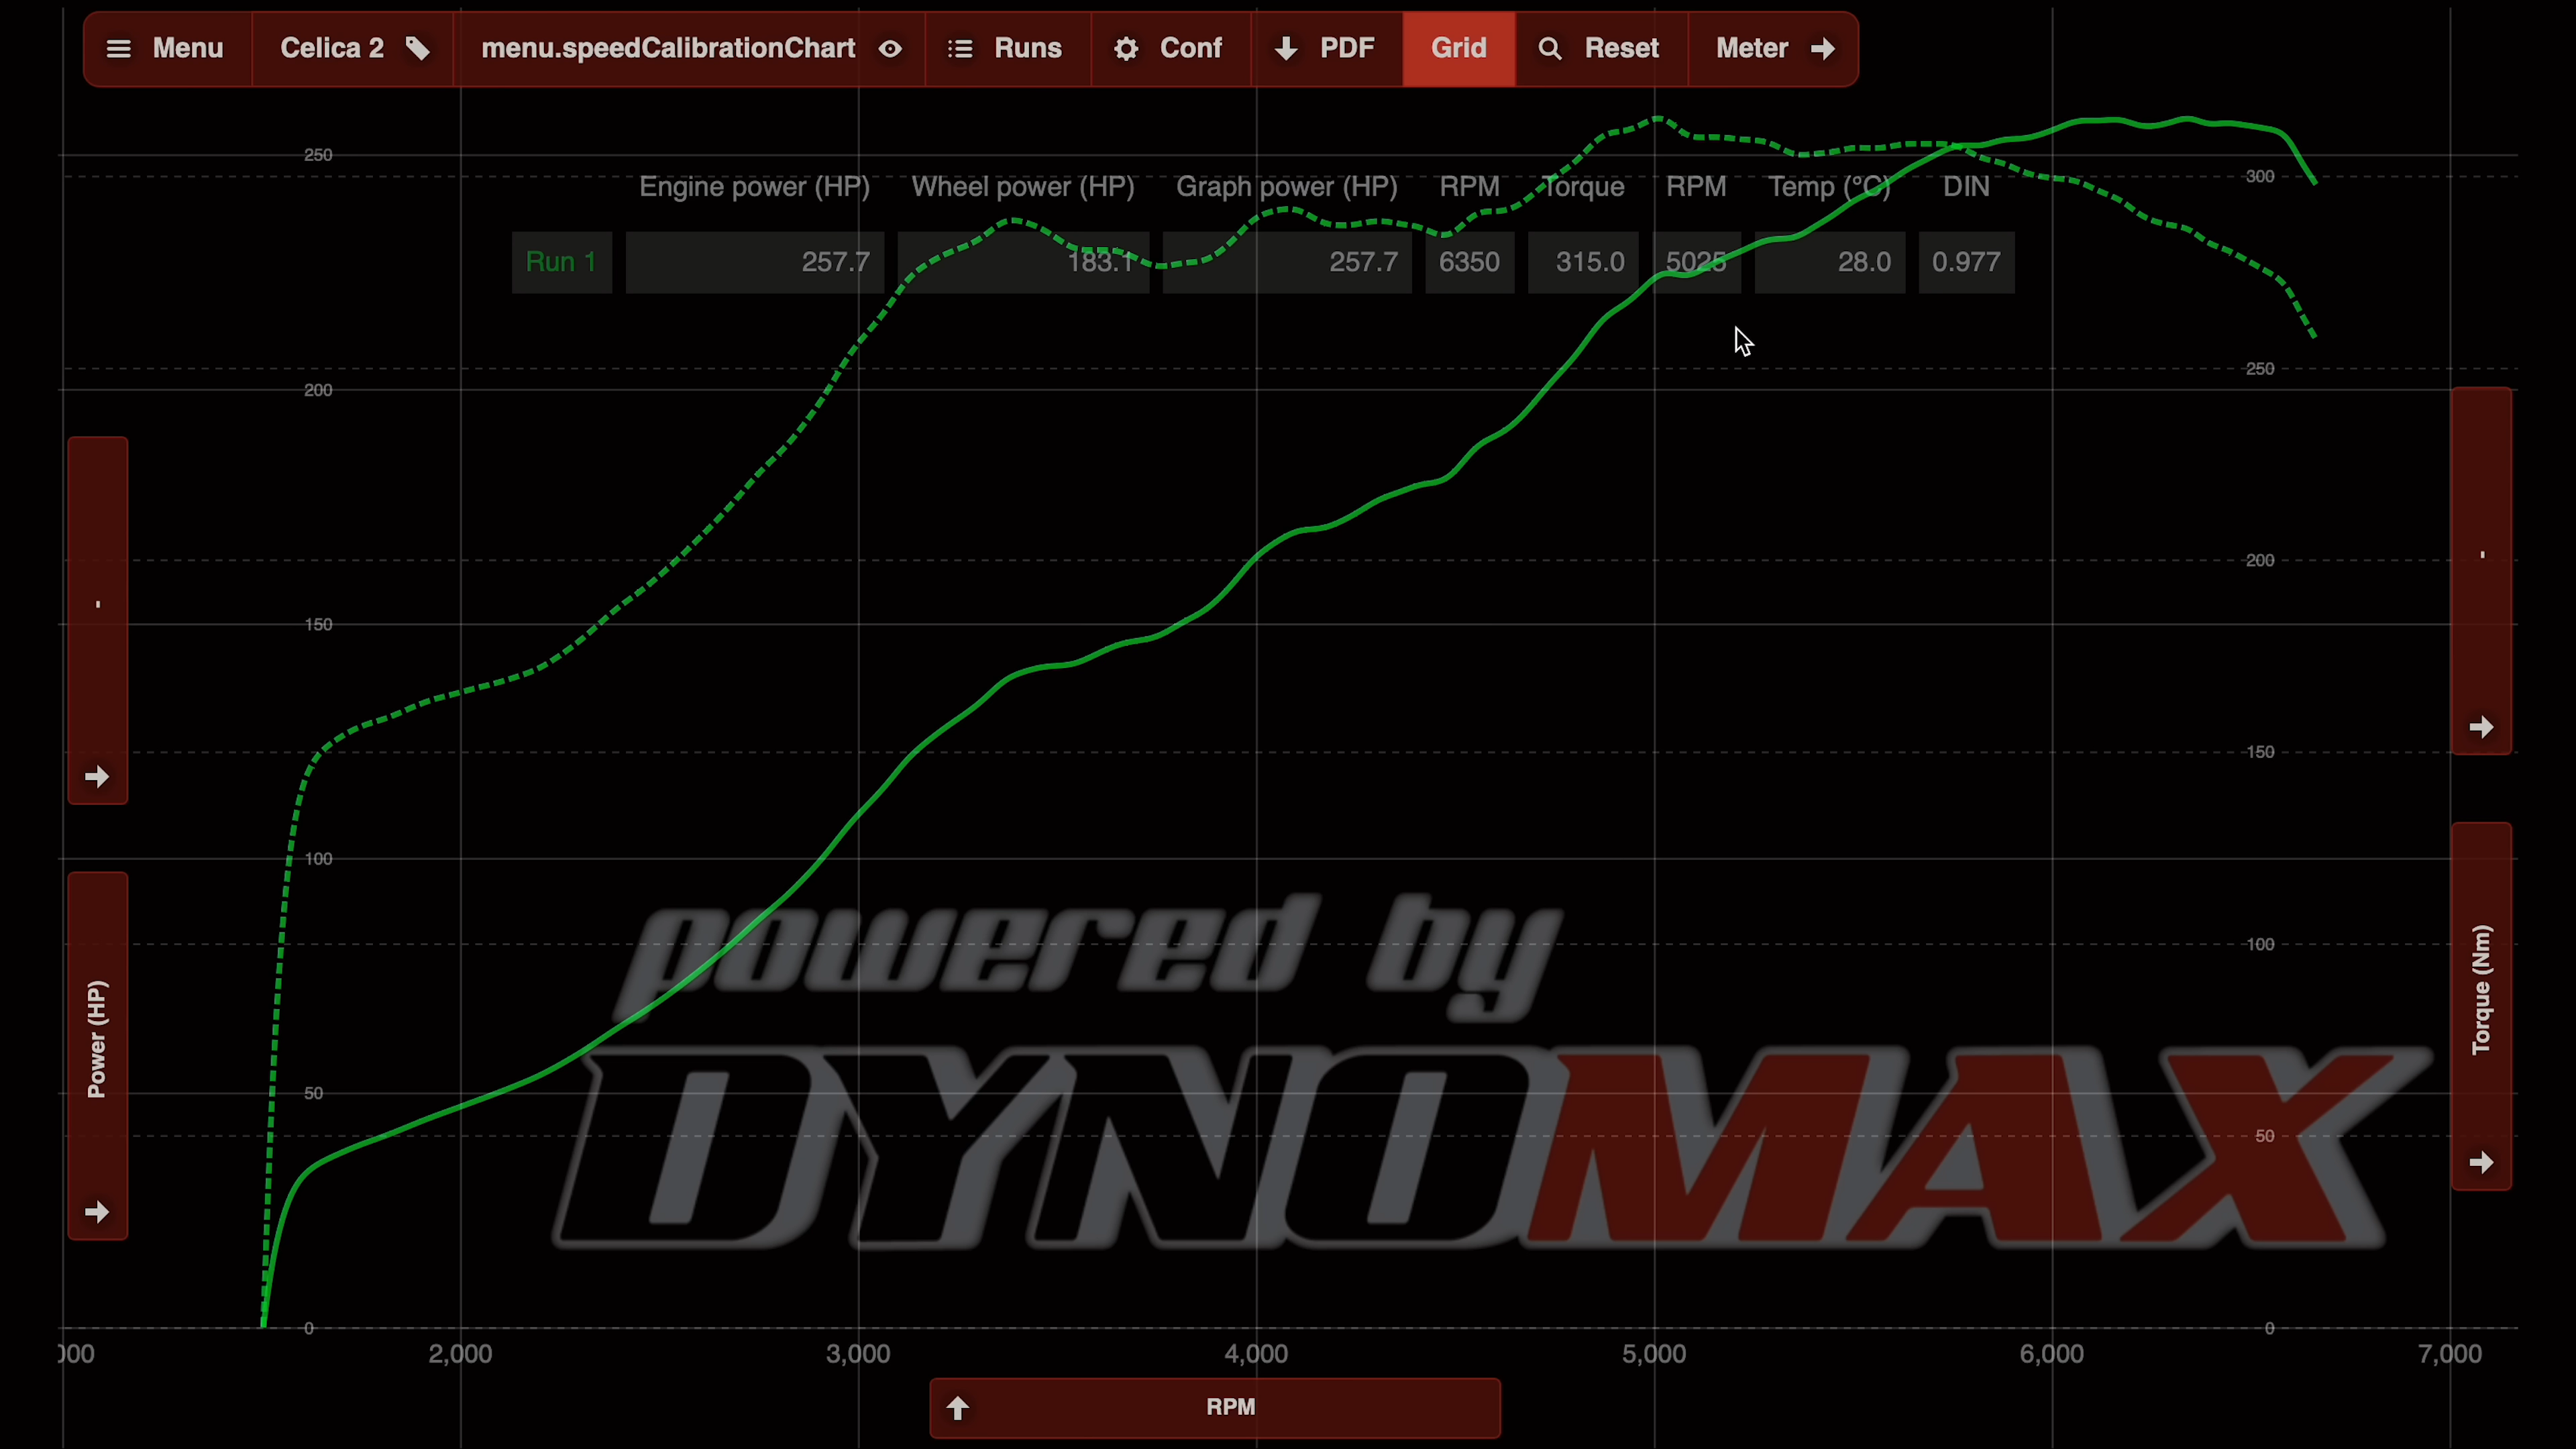 Menu Celica 2 menu.speedCalibrationChart Runs Conf PDF Grid Reset Meter
250
Engine power (HP) Wheel power (HP) Graph power (HP) RPM Torque RPM Temp (°C) DIN
300
Run 1 257.7 183.1 257.7 6350 315.0 5025 28.0 0.977
250
200
-
200
-
150
150
100
powered by
100
Power (HP)
Torque (Nm)
50
DYNOMAX
50
0
0
2,000 3,000 4,000 5,000 6,000 7,000
RPM